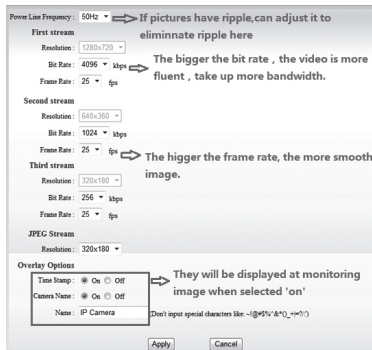 Power Line Frequency : 50Hz If pictures have ripple,can adjust it to
eliminnate ripple here
First stream
Resolution : 1280x720
Bit Rate : 4096 kbps
The bigger the bit rate , the video is more
fluent , take up more bandwidth.
Frame Rate : 25 fps
Second stream
Resolution : 640x360
Bit Rate : 1024 kbps
Frame Rate : 25 fps
The higger the frame rate, the more smooth
image.
Third stream
Resolution : 320x180
Bit Rate : 256 kbps
Frame Rate : 25 fps
JPEG Stream
Resolution : 320x180
Overlay Options
Time Stamp : On Off
Camera Name : On Off
They will be displayed at monitoring
image when selected 'on'
Name : IP Camera (Don't input special characters like: ~!@#$%^&*()_+|=?/:')
Apply Cancel